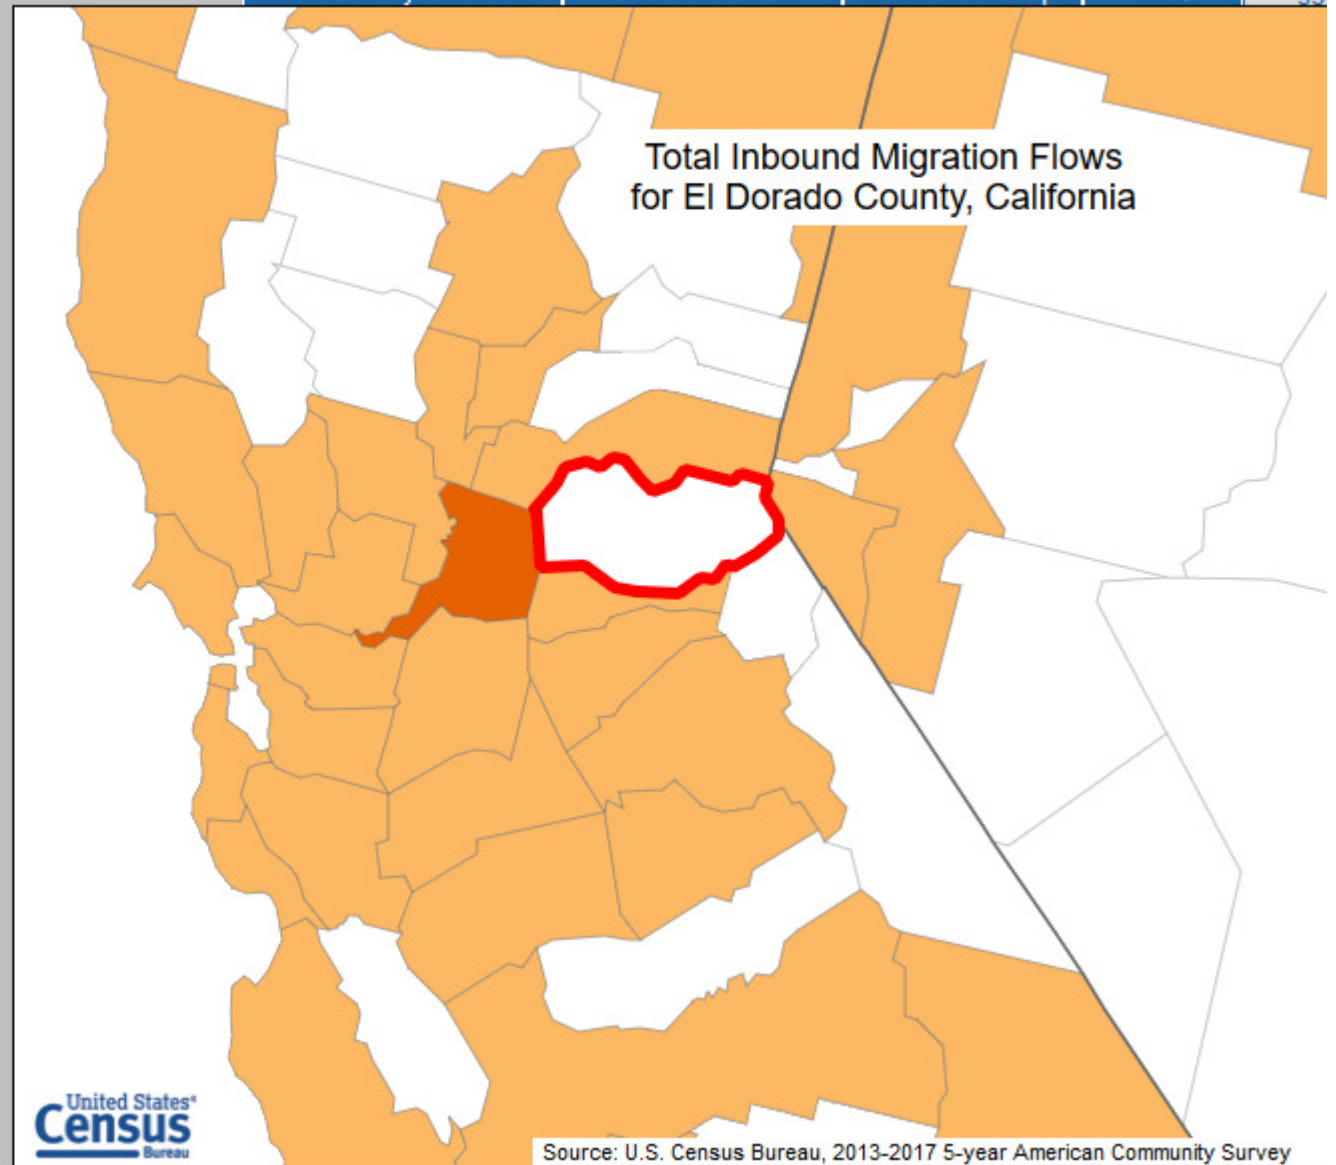 Total Inbound Migration Flows
for El Dorado County, California
United States®
Census
Bureau
Source: U.S. Census Bureau, 2013-2017 5-year American Community Survey